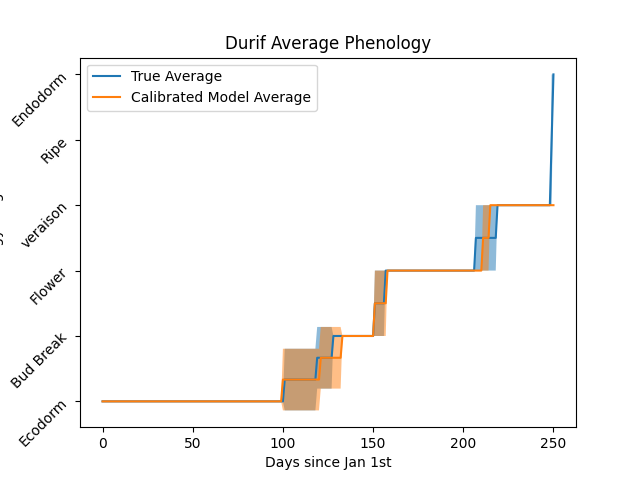 Durif Average Phenology
True Average
Calibrated Model Average
Endodorm
Ripe
veraison
Flower
Bud Break
Ecodorm
0 50 100 150 200 250
Days since Jan 1st